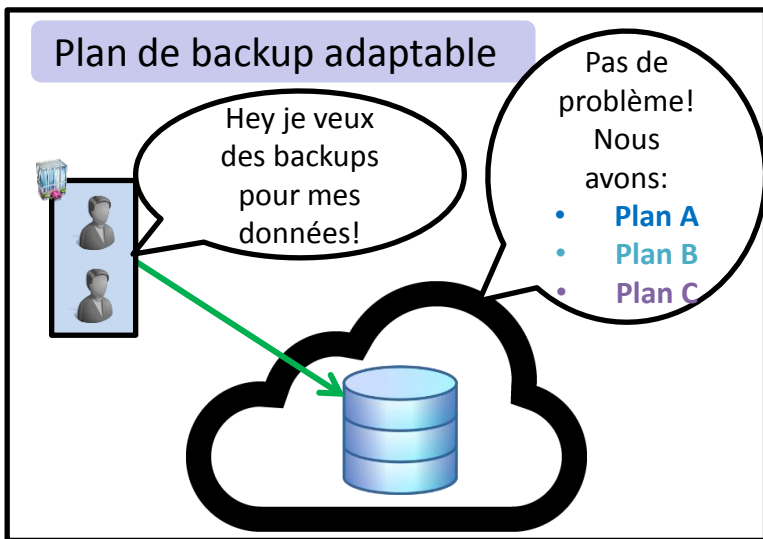 Plan de backup adaptable
Hey je veux
des backups
pour mes
données!
Pas de
problème!
Nous
avons:
• Plan A
• Plan B
• Plan C